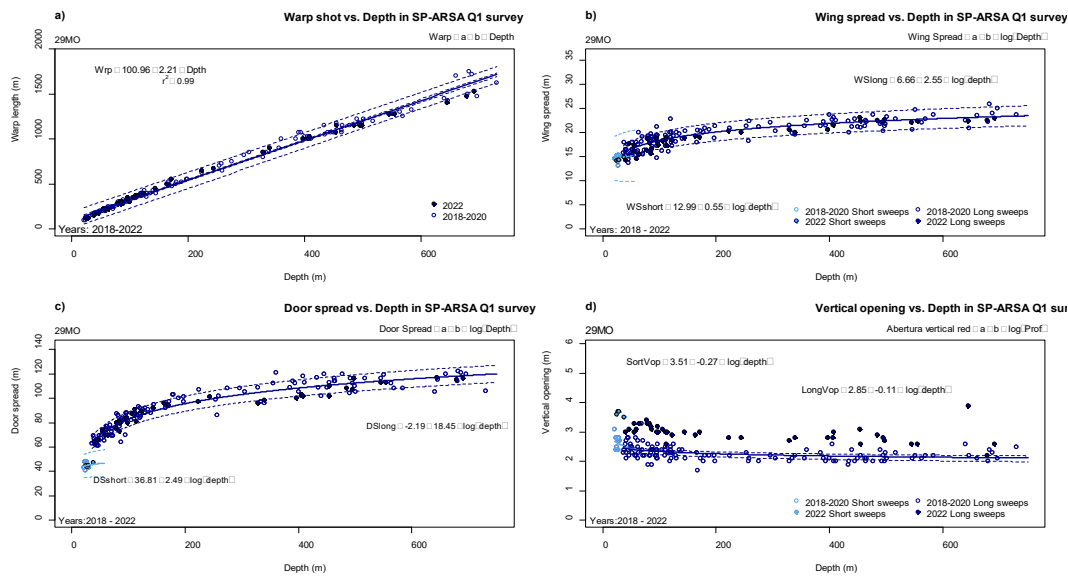 a) Warp shot vs. Depth in SP-ARSA Q1 survey
29MO Warp □ a □ b □ Depth
Wrp □ 100.96 □ 2.21 □ Dpth
r² □ 0.99
Warp length (m)
2000
1500
1000
500
0
2022
2018-2020
Years: 2018-2022
0 200 400 600
Depth (m)
b) Wing spread vs. Depth in SP-ARSA Q1 survey
29MO Wing Spread □ a □ b □ log□Depth□
WSlong □ 6.66 □ 2.55 □ log□depth□
Wing spread (m)
35
30
25
20
15
10
5
0
WSshort □ 12.99 □ 0.55 □ log□depth□
2018-2020 Short sweeps 2018-2020 Long sweeps
2022 Short sweeps 2022 Long sweeps
Years: 2018 - 2022
0 200 400 600
Depth (m)
c) Door spread vs. Depth in SP-ARSA Q1 survey
29MO Door Spread □ a □ b □ log□Depth□
Door spread (m)
140
120
100
80
60
40
20
0
DSlong □ -2.19 □ 18.45 □ log□depth□
DSshort □ 36.81 □ 2.49 □ log□depth□
Years:2018 - 2022
0 200 400 600
Depth (m)
d) Vertical opening vs. Depth in SP-ARSA Q1 sur
29MO Abertura vertical red □ a □ b □ log□Prof□
SortVop □ 3.51 □ -0.27 □ log□depth□
LongVop □ 2.85 □ -0.11 □ log□depth□
Vertical opening (m)
6
5
4
3
2
1
0
2018-2020 Short sweeps 2018-2020 Long sweeps
2022 Short sweeps 2022 Long sweeps
Years:2018 - 2022
0 200 400 600
Depth (m)